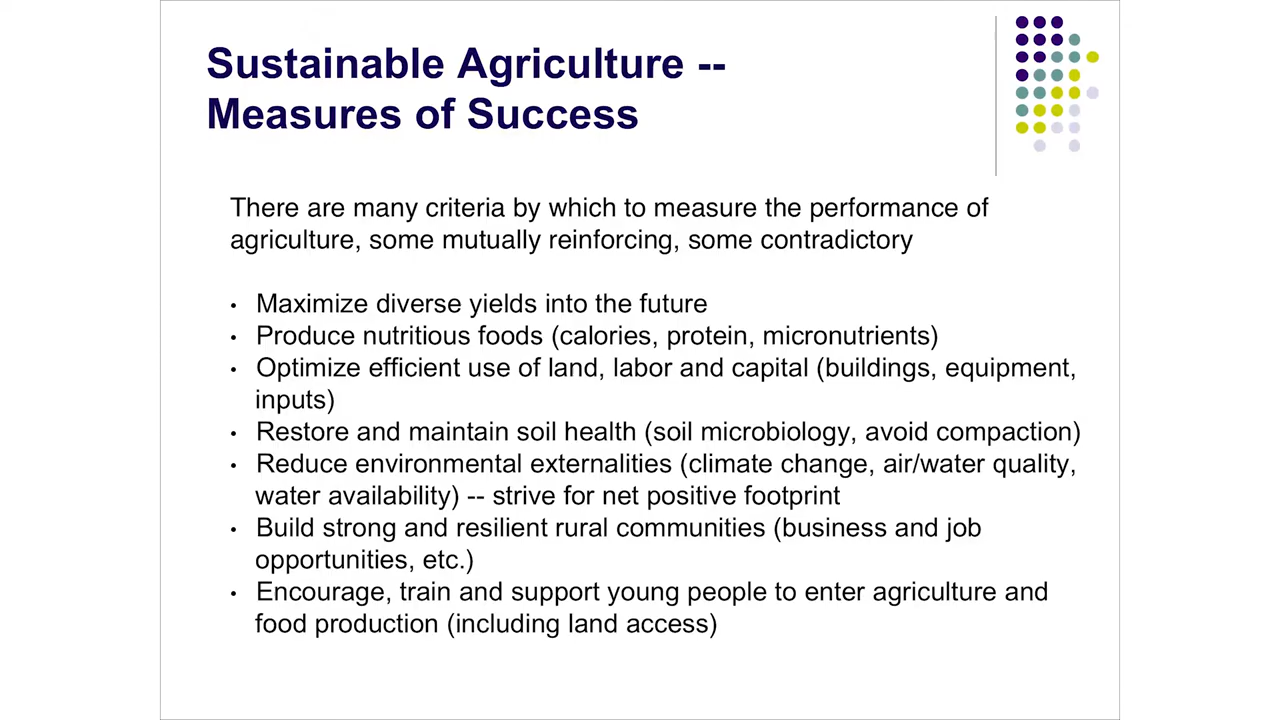 Sustainable Agriculture --
Measures of Success
There are many criteria by which to measure the performance of
agriculture, some mutually reinforcing, some contradictory
• Maximize diverse yields into the future
• Produce nutritious foods (calories, protein, micronutrients)
• Optimize efficient use of land, labor and capital (buildings, equipment,
inputs)
• Restore and maintain soil health (soil microbiology, avoid compaction)
• Reduce environmental externalities (climate change, air/water quality,
water availability) -- strive for net positive footprint
• Build strong and resilient rural communities (business and job
opportunities, etc.)
• Encourage, train and support young people to enter agriculture and
food production (including land access)